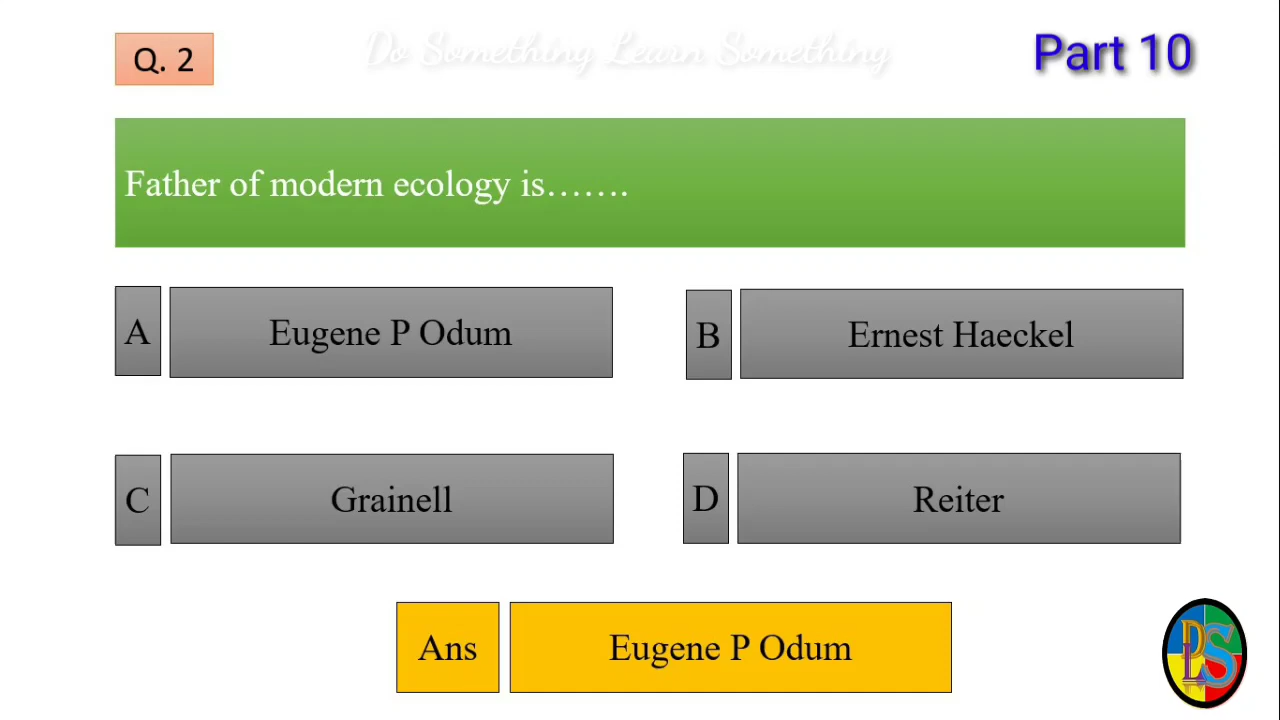 Q. 2
Do Something Learn Something
Part 10
Father of modern ecology is…….
A
Eugene P Odum
B
Ernest Haeckel
C
Grainell
D
Reiter
Ans
Eugene P Odum
DLS